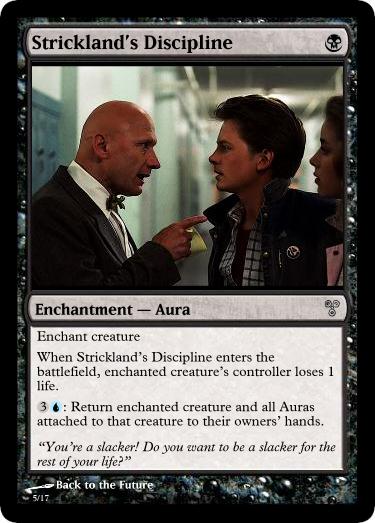 Strickland's Discipline
Enchantment — Aura
Enchant creature
When Strickland's Discipline enters the
battlefield, enchanted creature's controller loses 1
life.
3 : Return enchanted creature and all Auras
attached to that creature to their owners' hands.
"You're a slacker! Do you want to be a slacker for the
rest of your life?"
Back to the Future
5/17